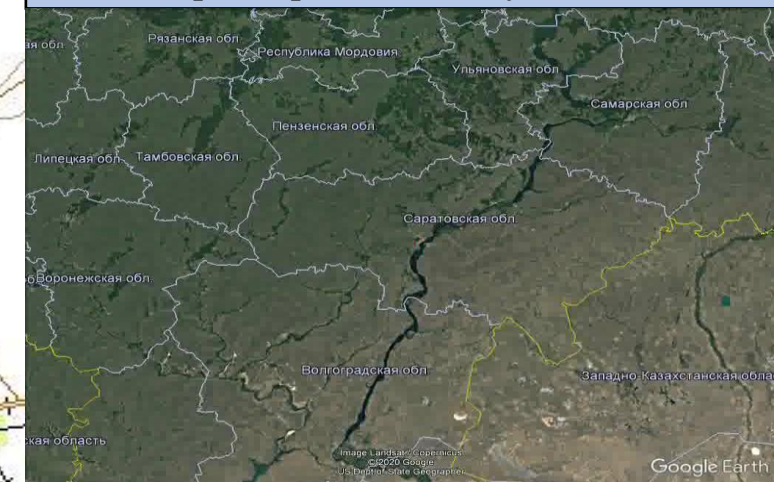 Рязанская обл
Республика Мордовия
Ульяновская обл
Самарская обл
Пензенская обл
Липецкая обл
Тамбовская обл
Саратовская обл
Воронежская обл
Волгоградская обл
Западно-Казахстанская обла
ская область
Image Landsat / Copernicus
©2020 Google
US Dept of State Geographer
Google Earth